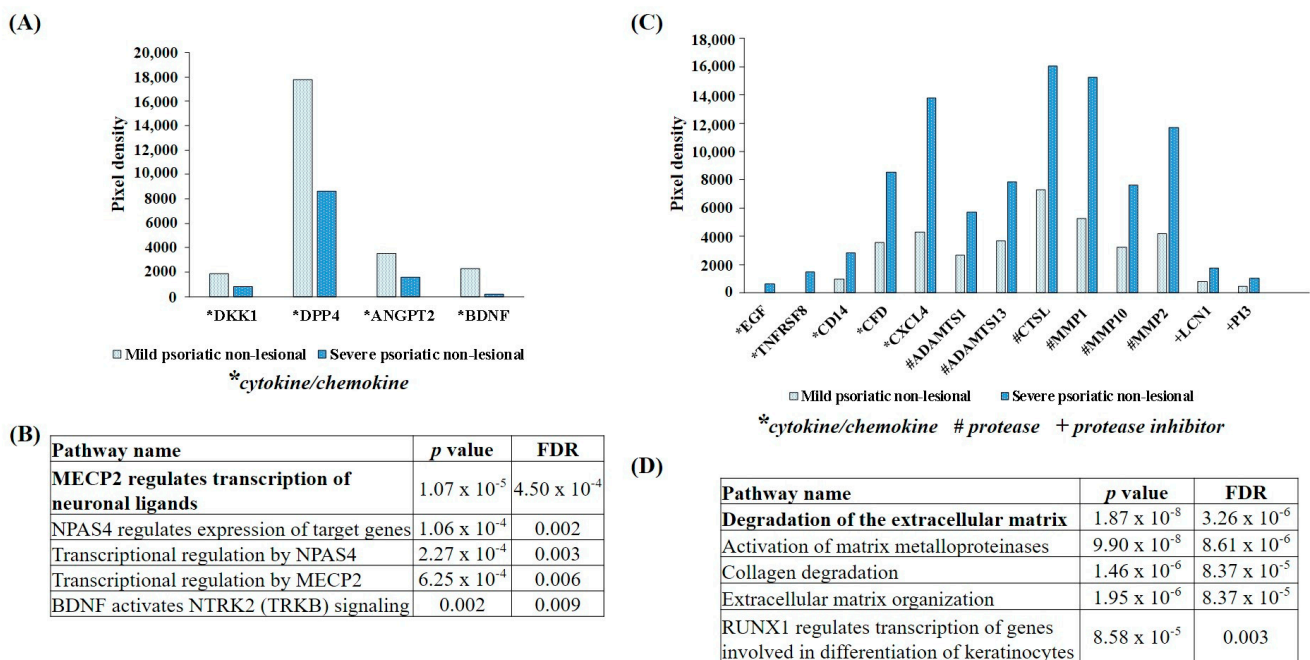 (A)
20,000
18,000
16,000
14,000
12,000
10,000
8000
6000
4000
2000
0
Pixel density
*DKK1 *DPP4 *ANGPT2 *BDNF
Mild psoriatic non-lesional Severe psoriatic non-lesional
*cytokine/chemokine
(B)
Pathway name p value FDR
MECP2 regulates transcription of
neuronal ligands 1.07 x 10⁻⁵ 4.50 x 10⁻⁴
NPAS4 regulates expression of target genes 1.06 x 10⁻⁴ 0.002
Transcriptional regulation by NPAS4 2.27 x 10⁻⁴ 0.003
Transcriptional regulation by MECP2 6.25 x 10⁻⁴ 0.006
BDNF activates NTRK2 (TRKB) signaling 0.002 0.009
(C)
18,000
16,000
14,000
12,000
10,000
8000
6000
4000
2000
0
Pixel density
*EGF
*TNFRSF8
*CD14
*CFD
*CXCL4
#ADAMTS1
#ADAMTS13
#CTSL
#MMP1
#MMP10
#MMP2
+LCN1
+PI3
Mild psoriatic non-lesional Severe psoriatic non-lesional
*cytokine/chemokine # protease + protease inhibitor
(D)
Pathway name p value FDR
Degradation of the extracellular matrix 1.87 x 10⁻⁸ 3.26 x 10⁻⁶
Activation of matrix metalloproteinases 9.90 x 10⁻⁸ 8.61 x 10⁻⁶
Collagen degradation 1.46 x 10⁻⁶ 8.37 x 10⁻⁵
Extracellular matrix organization 1.95 x 10⁻⁶ 8.37 x 10⁻⁵
RUNX1 regulates transcription of genes
involved in differentiation of keratinocytes 8.58 x 10⁻⁵ 0.003